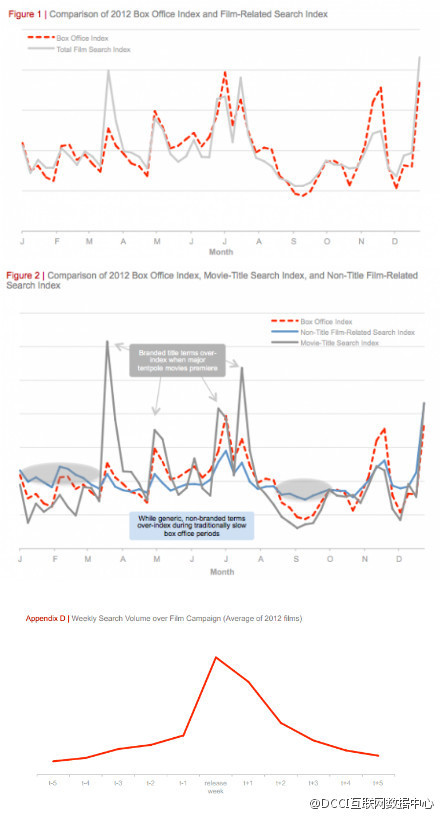 Figure 1 | Comparison of 2012 Box Office Index and Film-Related Search Index
Box Office Index
Total Film Search Index
J F M A M J J A S O N D
Month
Figure 2 | Comparison of 2012 Box Office Index, Movie-Title Search Index, and Non-Title Film-Related
Search Index
Box Office Index
Non-Title Film-Related Search Index
Movie-Title Search Index
Branded title terms over-
index when major
tentpole movies premiere
While generic, non-branded terms
over-index during traditionally slow
box office periods
J F M A M J J A S O N D
Month
Appendix D | Weekly Search Volume over Film Campaign (Average of 2012 films)
t-5 t-4 t-3 t-2 t-1 release t+1 t+2 t+3 t+4 t+5
week
@DCCI互联网数据中心